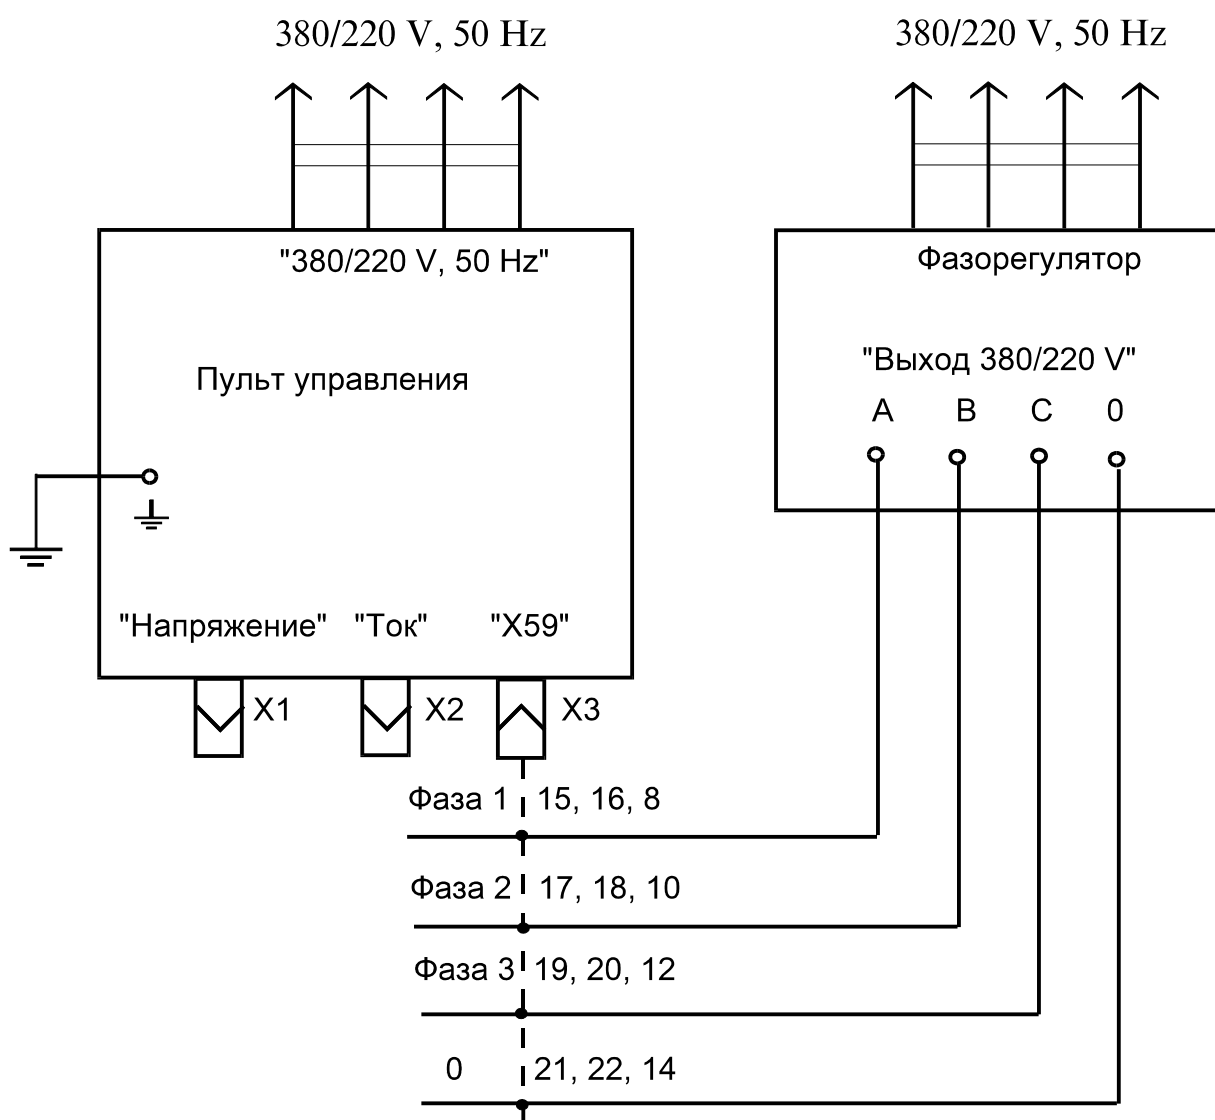 380/220 V, 50 Hz
380/220 V, 50 Hz
"380/220 V, 50 Hz"
Фазорегулятор
"Выход 380/220 V"
Пульт управления
A B C 0
"Напряжение" "Ток" "X59"
X1 X2 X3
Фаза 1 15, 16, 8
Фаза 2 17, 18, 10
Фаза 3 19, 20, 12
0 21, 22, 14